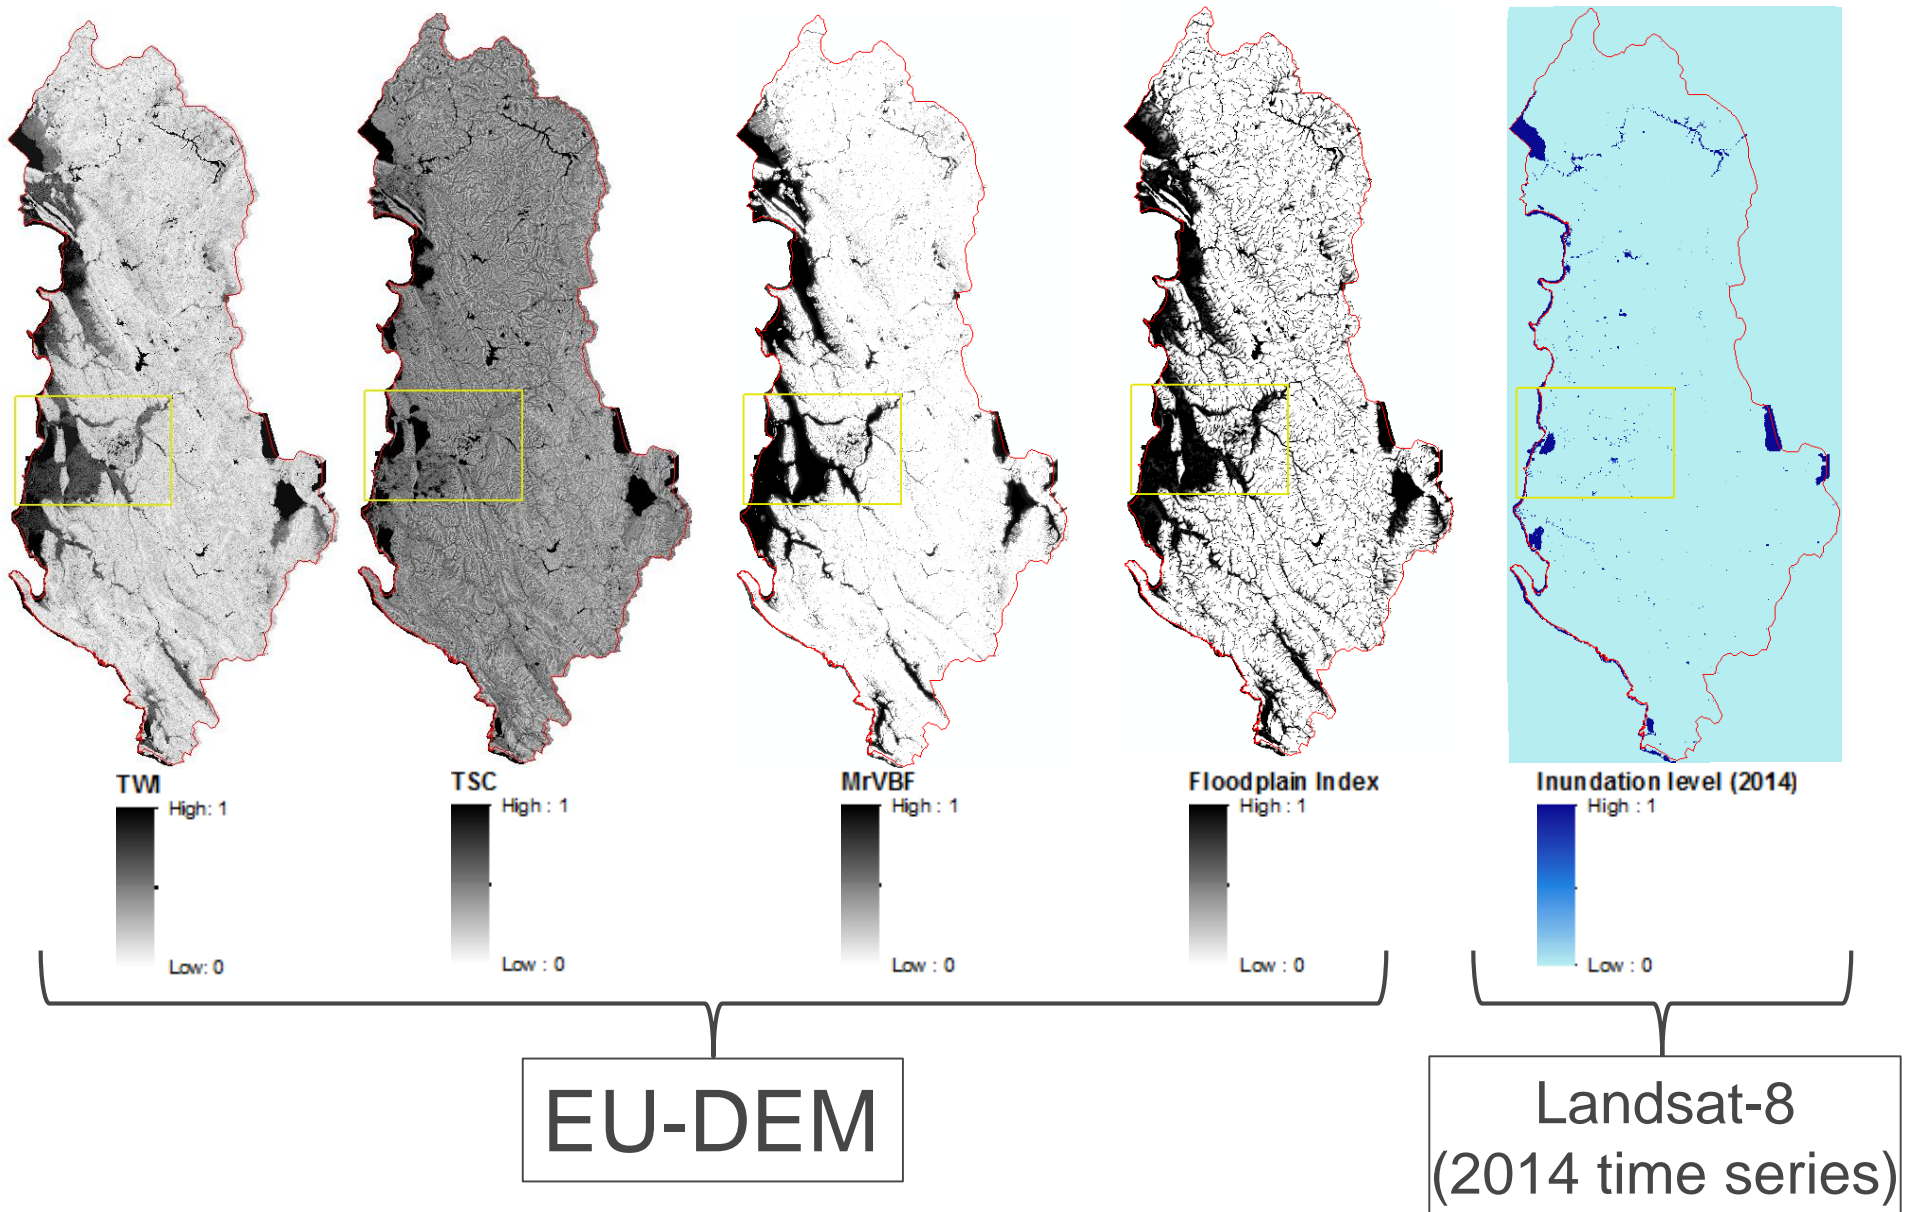 TWI
High: 1
Low: 0
TSC
High : 1
Low : 0
MrVBF
High : 1
Low : 0
Floodplain Index
High : 1
Low : 0
Inundation level (2014)
High : 1
Low : 0
EU-DEM
Landsat-8
(2014 time series)